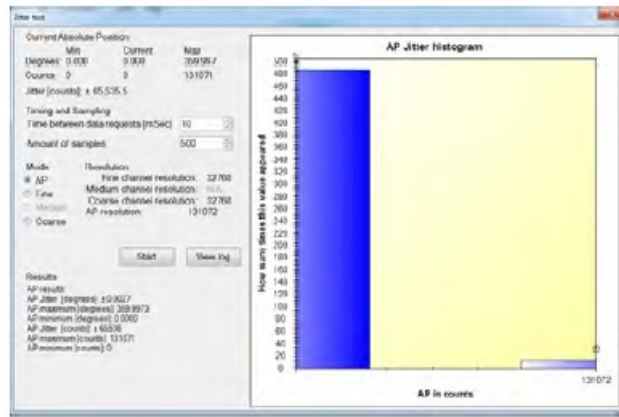 Jitter test
Current Absolute Position
Min Current Max
Degrees 0.000 0.000 359.997
Counts 0 0 131071
Jitter [counts]: ± 65,535.5
Timing and Sampling
Time between data requests [mSec] 10
Amount of samples 500
Mode Resolution
AP Fine channel resolution: 32768
Fine Medium channel resolution: N/A
Medium Coarse channel resolution: 32768
Coarse AP resolution: 131072
Start View log
Results
AP results:
AP Jitter [degrees]: ±0.0027
AP maximum [degrees]: 359.9973
AP minimum [degrees]: 0.0000
AP Jitter [counts]: ± 65536
AP maximum [counts]: 131071
AP minimum [counts]: 0
AP Jitter histogram
How many times this value appeared
500
480
460
440
420
400
380
360
340
320
300
280
260
240
220
200
180
160
140
120
100
80
60
40
20
0
131072
AP in counts